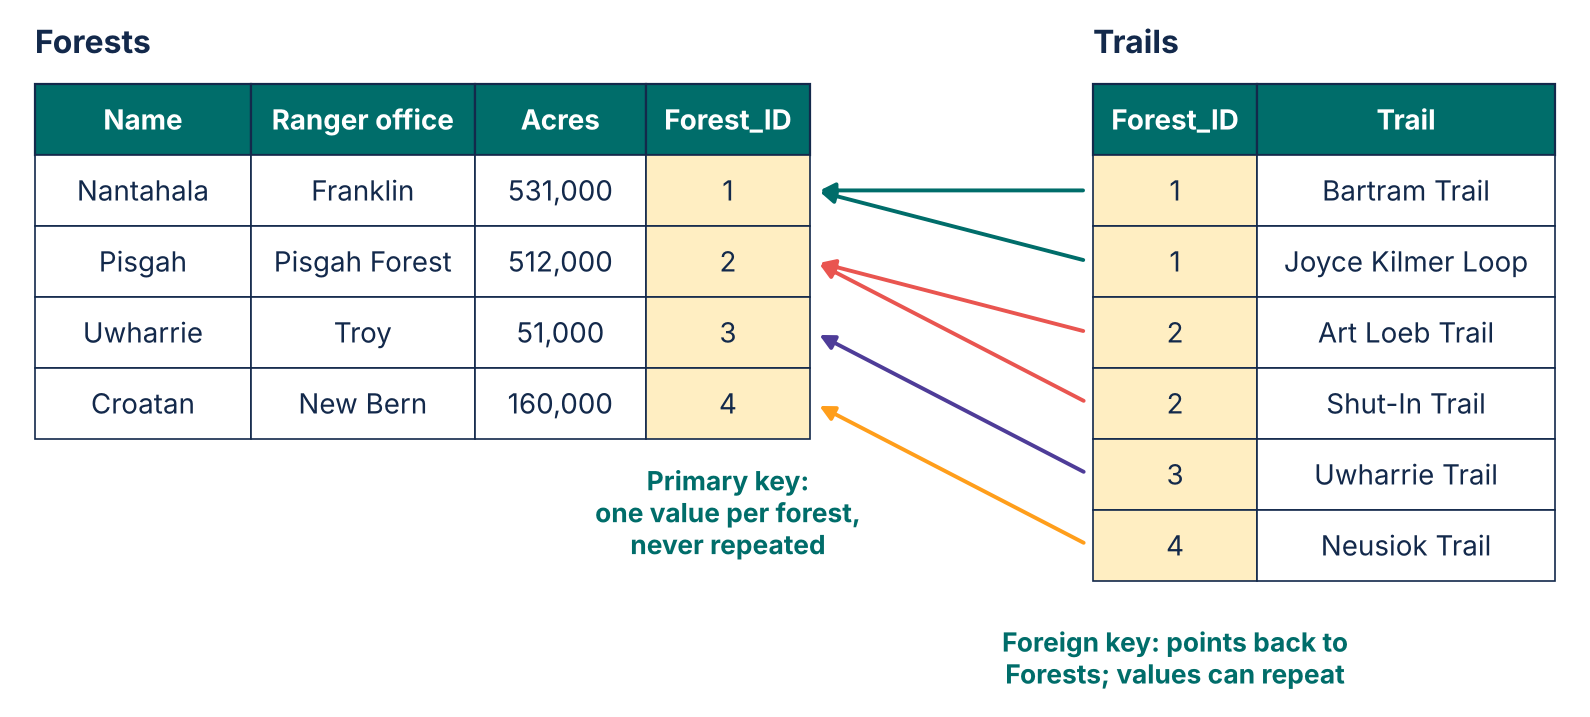 Forests
Name Ranger office Acres Forest_ID
Nantahala Franklin 531,000 1
Pisgah Pisgah Forest 512,000 2
Uwharrie Troy 51,000 3
Croatan New Bern 160,000 4
Primary key:
one value per forest,
never repeated
Trails
Forest_ID Trail
1 Bartram Trail
1 Joyce Kilmer Loop
2 Art Loeb Trail
2 Shut-In Trail
3 Uwharrie Trail
4 Neusiok Trail
Foreign key: points back to
Forests; values can repeat